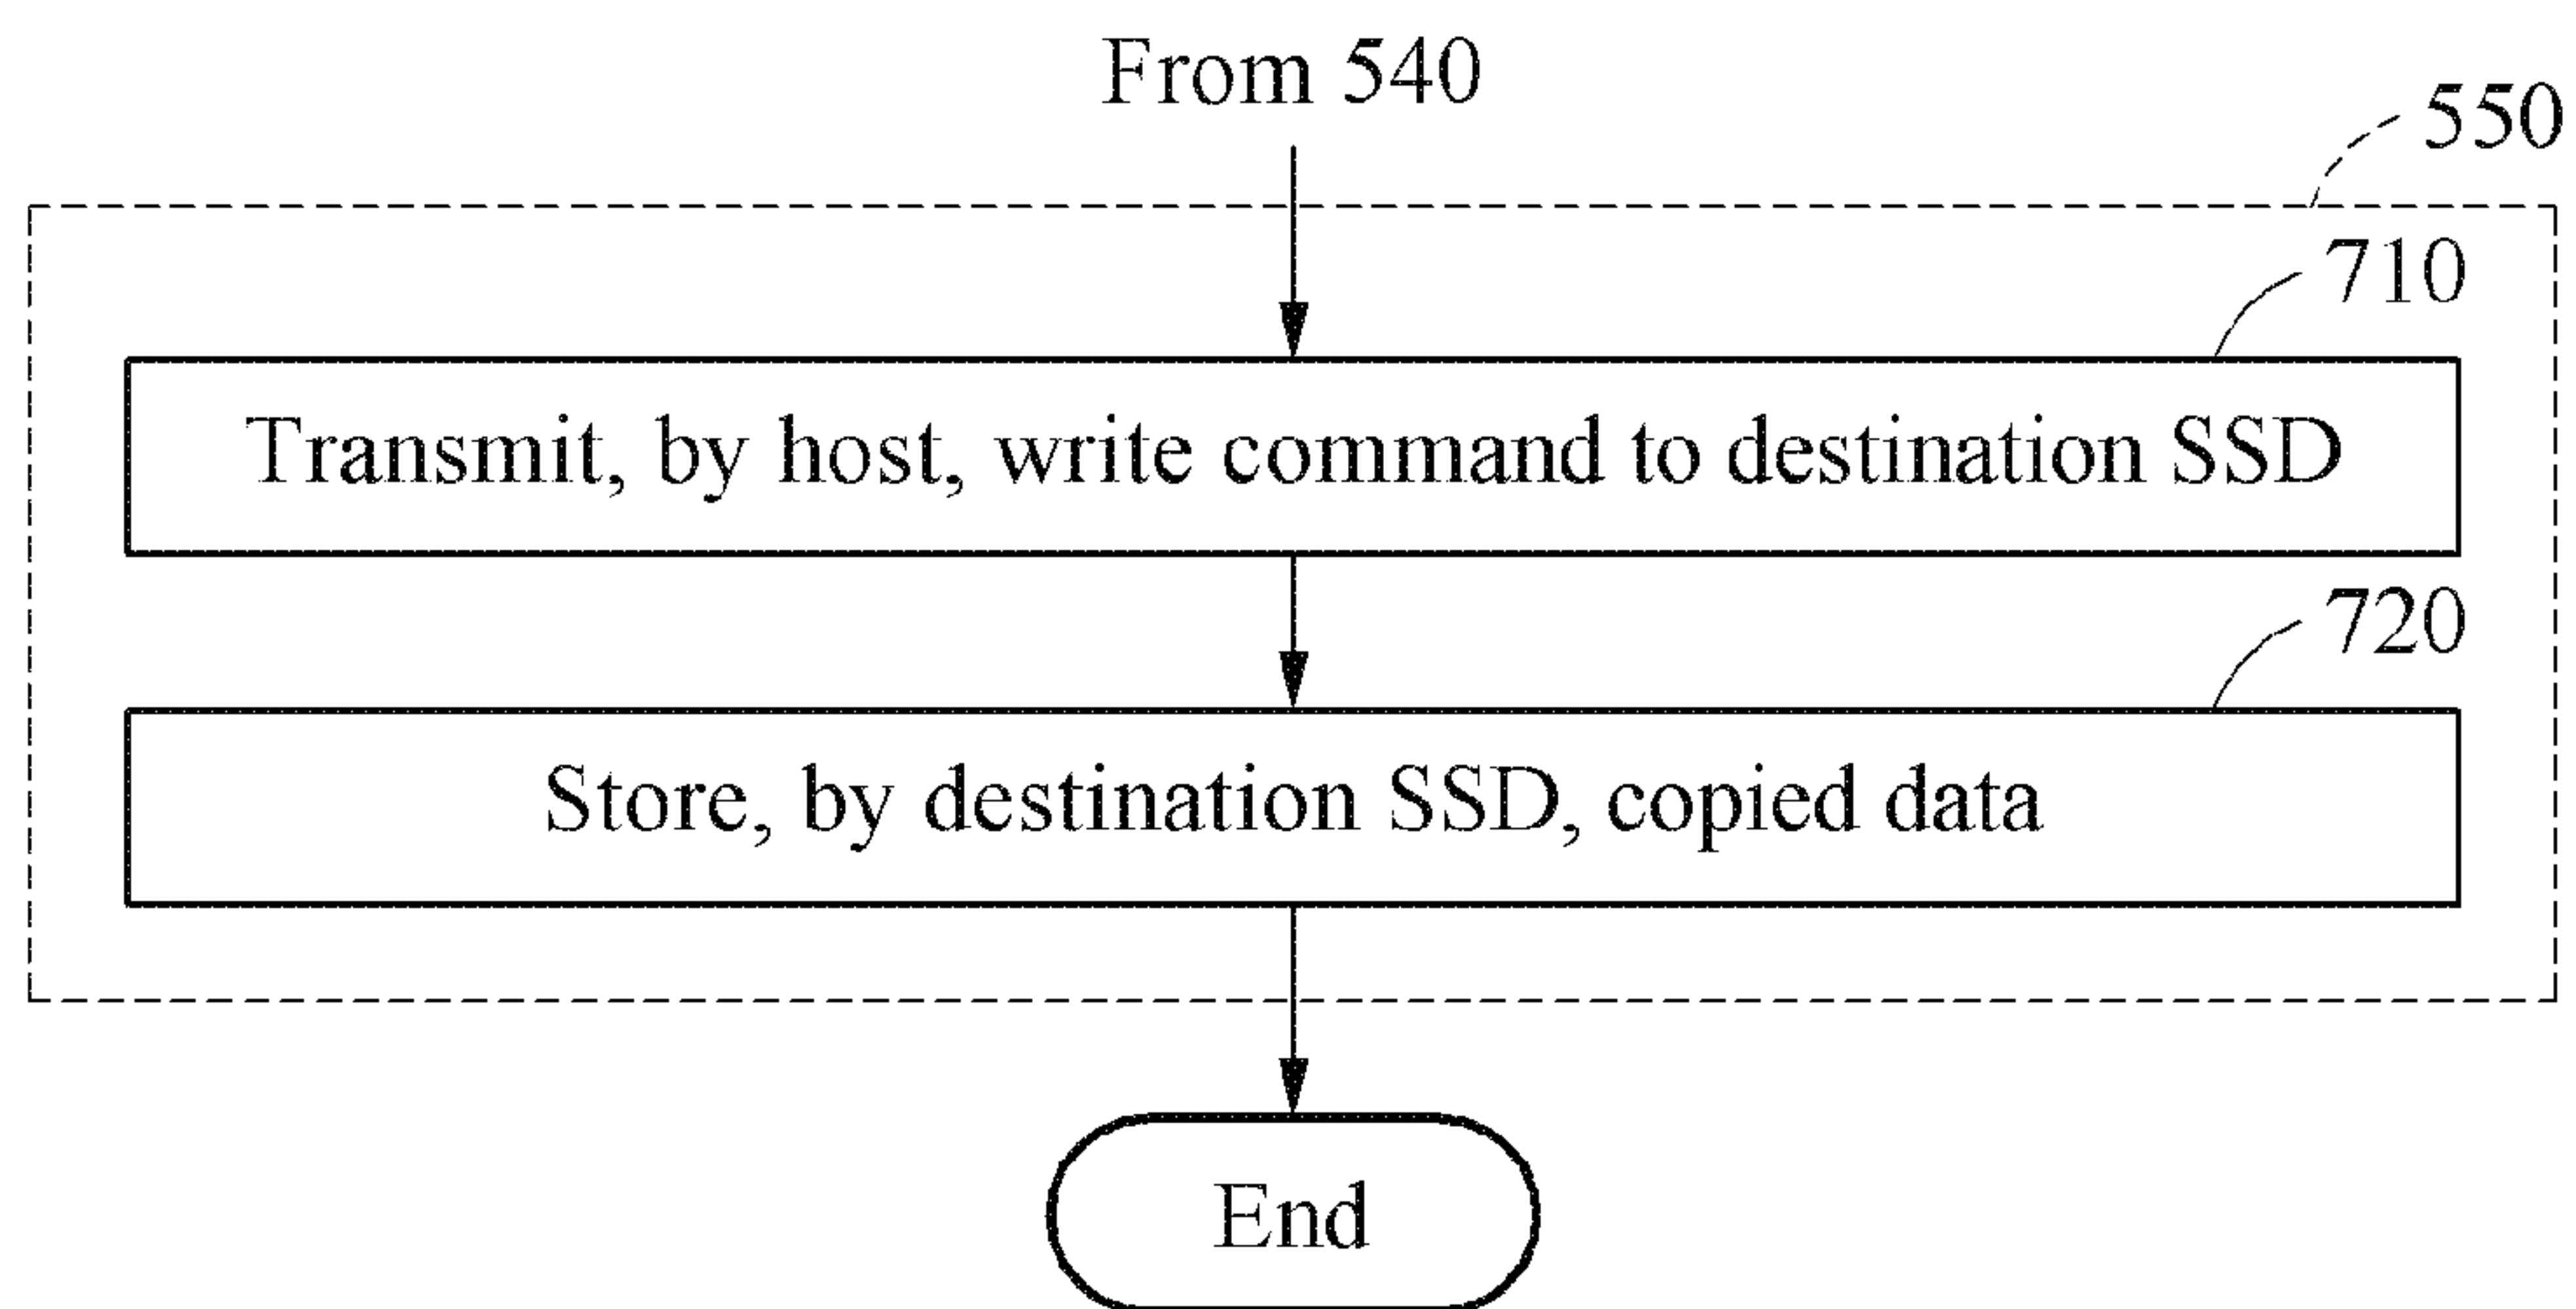 From 540
550
710
Transmit, by host, write command to destination SSD
720
Store, by destination SSD, copied data
End